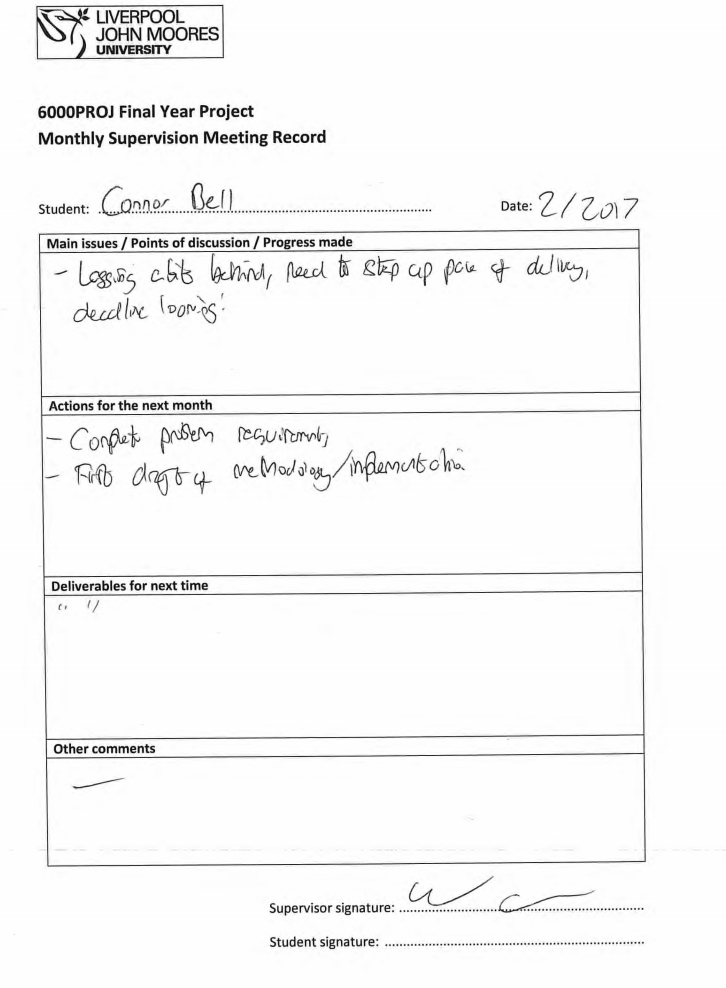 LIVERPOOL
JOHN MOORES
UNIVERSITY
6000PROJ Final Year Project
Monthly Supervision Meeting Record
Student: Connor Bell
Date: 2/2017
Main issues / Points of discussion / Progress made
- Lagging a bit behind, need to step up pace of delivery,
deadline looming!
Actions for the next month
- Complete problem requirements
- First draft of methodology/implementation
Deliverables for next time
" "
Other comments
—
Supervisor signature:
Student signature: